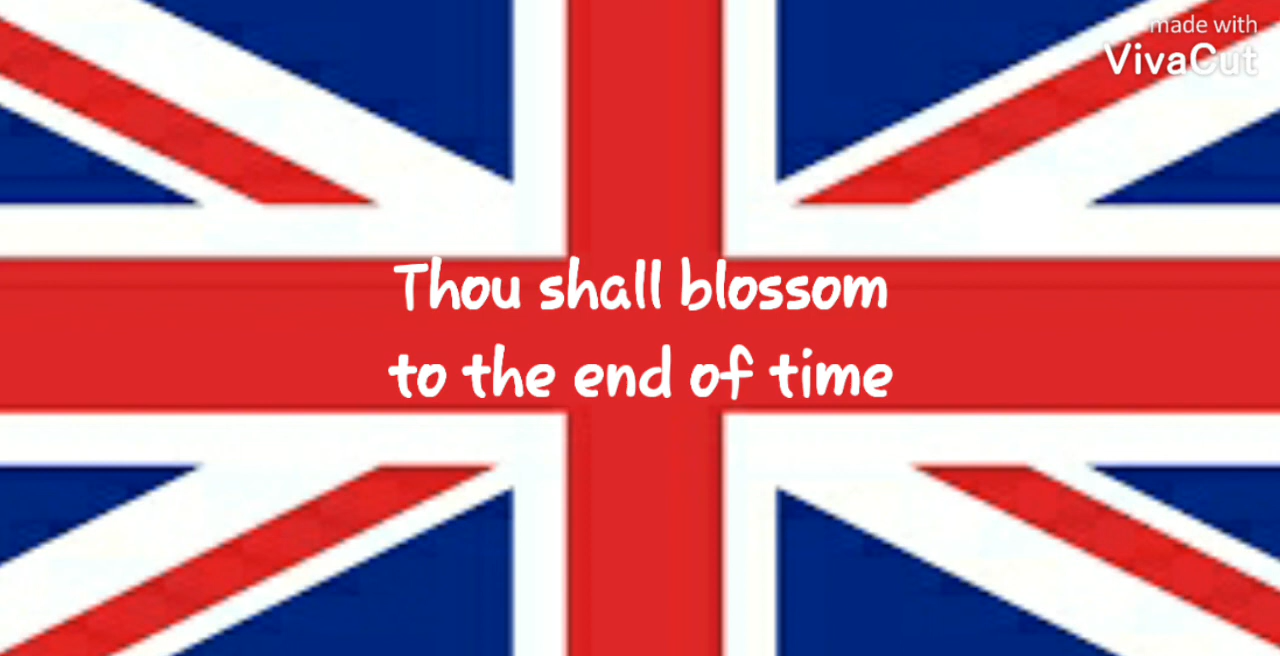 made with
VivaCut
Thou shall blossom
to the end of time